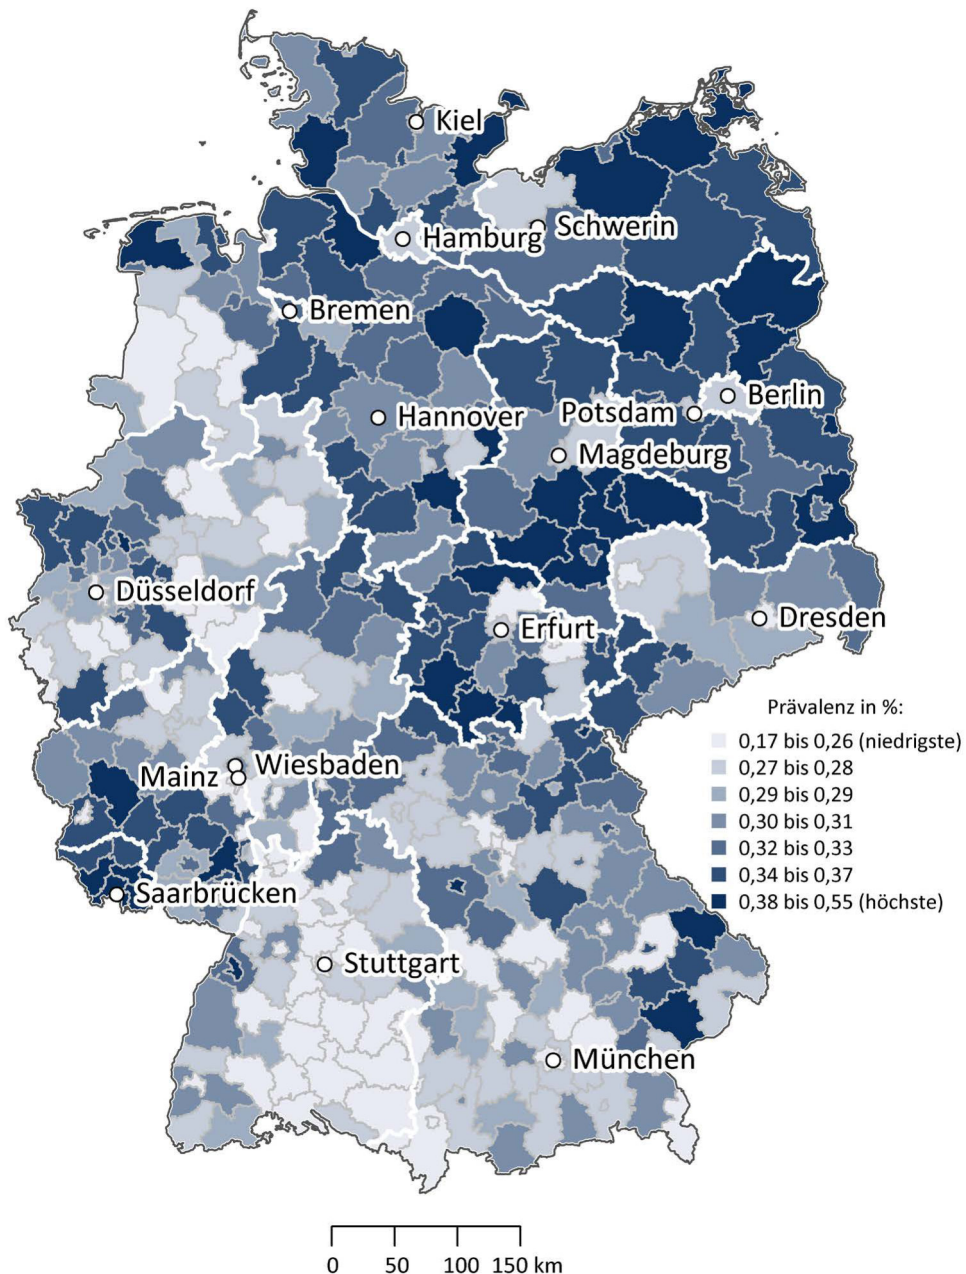 Kiel
Schwerin
Hamburg
Bremen
Berlin
Hannover
Potsdam
Magdeburg
Düsseldorf
Erfurt
Dresden
Prävalenz in %:
0,17 bis 0,26 (niedrigste)
0,27 bis 0,28
0,29 bis 0,29
0,30 bis 0,31
0,32 bis 0,33
0,34 bis 0,37
0,38 bis 0,55 (höchste)
Wiesbaden
Mainz
Saarbrücken
Stuttgart
München
0 50 100 150 km